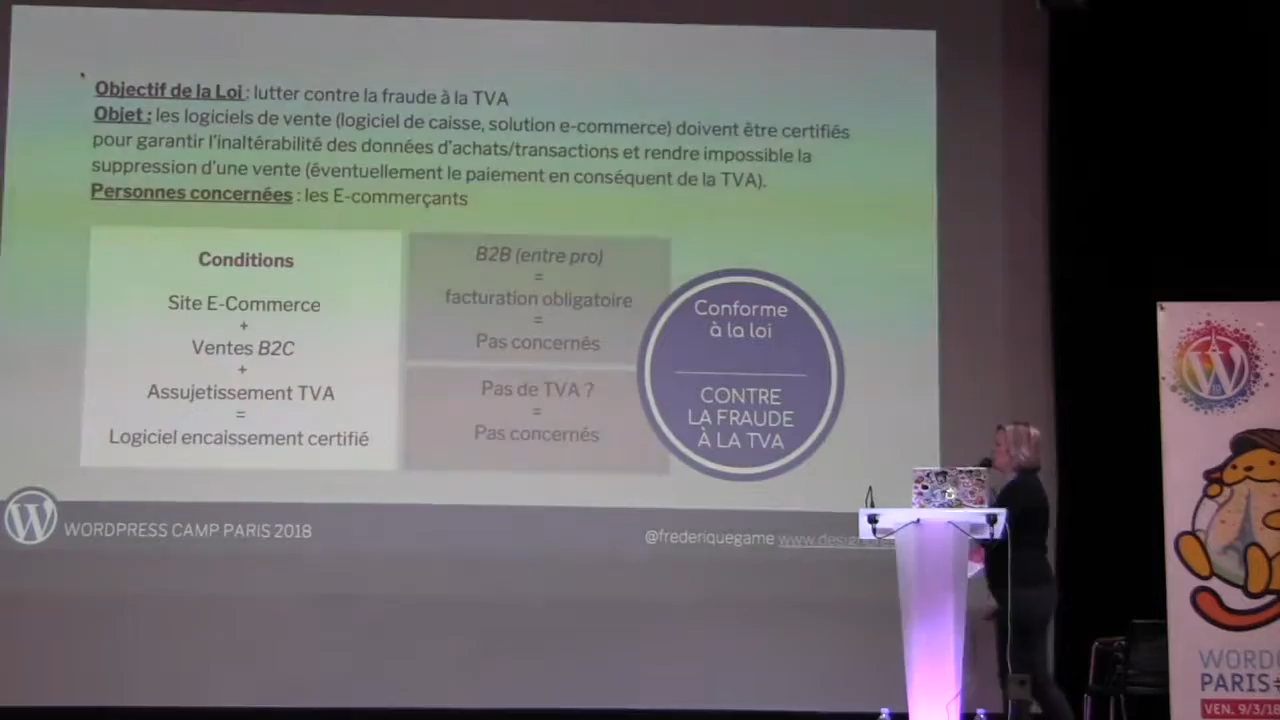 Objectif de la Loi : lutter contre la fraude à la TVA
Objet : les logiciels de vente (logiciel de caisse, solution e-commerce) doivent être certifiés
pour garantir l'inaltérabilité des données d'achats/transactions et rendre impossible la
suppression d'une vente (éventuellement le paiement en conséquent de la TVA).
Personnes concernées : les E-commerçants
Conditions
Site E-Commerce
+
Ventes B2C
+
Assujetissement TVA
=
Logiciel encaissement certifié
B2B (entre pro)
=
facturation obligatoire
=
Pas concernés
Pas de TVA ?
=
Pas concernés
Conforme
à la loi
CONTRE
LA FRAUDE
À LA TVA
WORDPRESS CAMP PARIS 2018
@frederiquegame
PARIS
VEN. 9/3/18